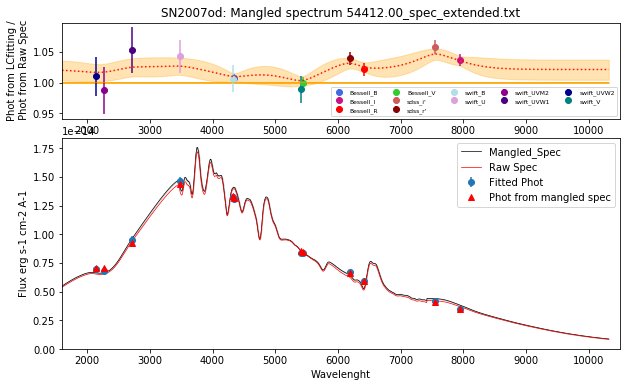 SN2007od: Mangled spectrum 54412.00_spec_extended.txt
Phot from LCfitting /
Phot from Raw Spec
1.05
1.00
0.95
Bessell_B
Bessell_I
Bessell_R
Bessell_V
sdss_i'
sdss_r'
swift_B
swift_U
swift_UVM2
swift_UVW1
swift_UVW2
swift_V
2000 3000 4000 5000 6000 7000 8000 9000 10000
1e−14
Flux erg s-1 cm-2 A-1
1.75
1.50
1.25
1.00
0.75
0.50
0.25
0.00
Mangled_Spec
Raw Spec
Fitted Phot
Phot from mangled spec
2000 3000 4000 5000 6000 7000 8000 9000 10000
Wavelenght